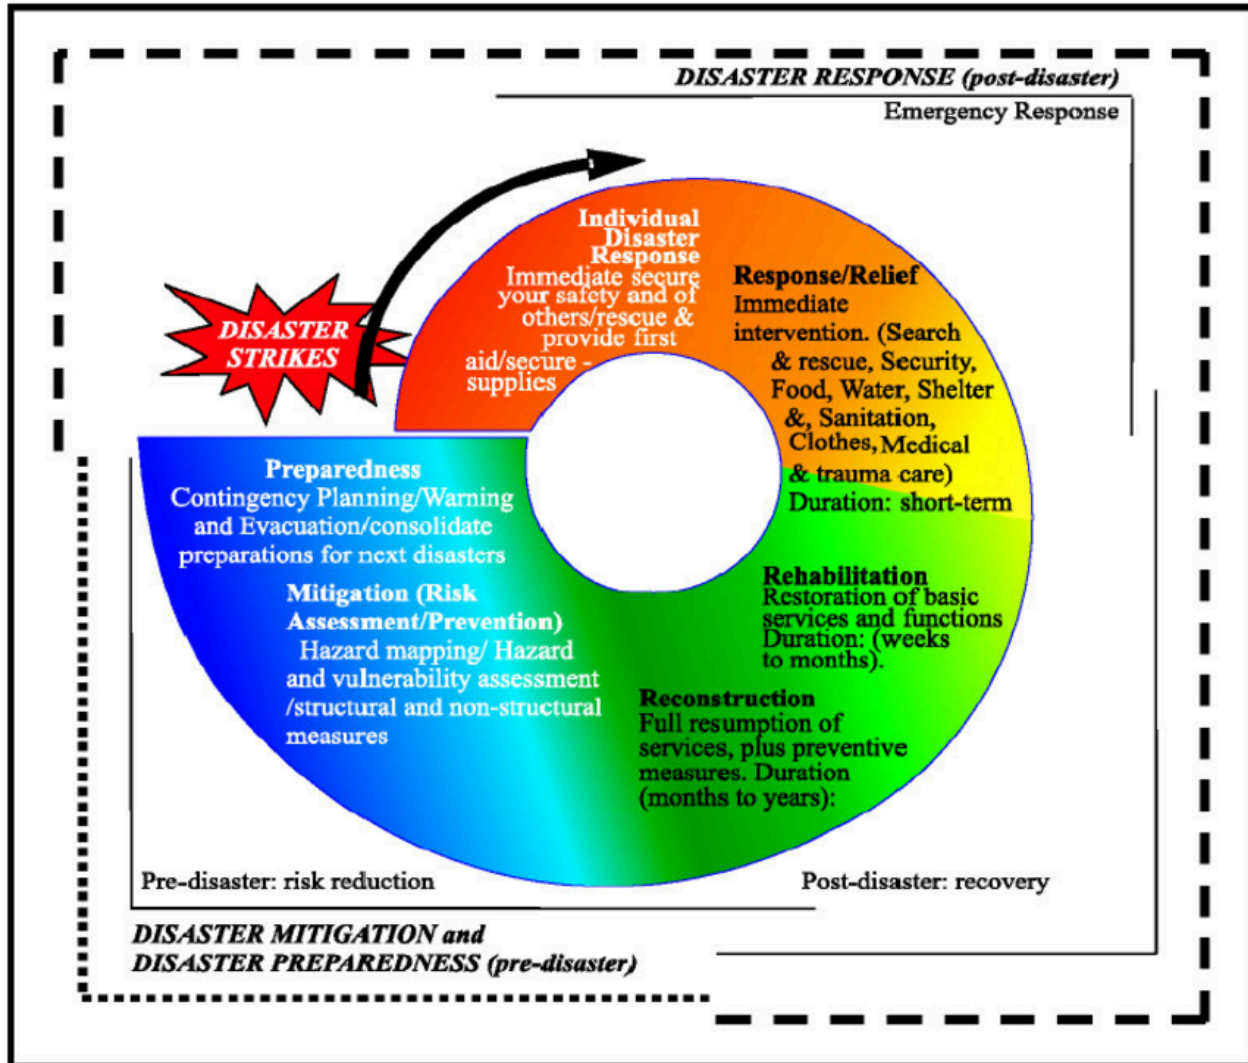 DISASTER RESPONSE (post-disaster)
Emergency Response
DISASTER
STRIKES
Individual
Disaster
Response
Immediate secure
your safety and of
others/rescue &
provide first
aid/secure -
supplies
Response/Relief
Immediate
intervention. (Search
& rescue, Security,
Food, Water, Shelter
&, Sanitation,
Clothes, Medical
& trauma care)
Duration: short-term
Rehabilitation
Restoration of basic
services and functions
Duration: (weeks
to months).
Reconstruction
Full resumption of
services, plus preventive
measures. Duration
(months to years):
Preparedness
Contingency Planning/Warning
and Evacuation/consolidate
preparations for next disasters
Mitigation (Risk
Assessment/Prevention)
Hazard mapping/ Hazard
and vulnerability assessment
/structural and non-structural
measures
Pre-disaster: risk reduction
Post-disaster: recovery
DISASTER MITIGATION and
DISASTER PREPAREDNESS (pre-disaster)